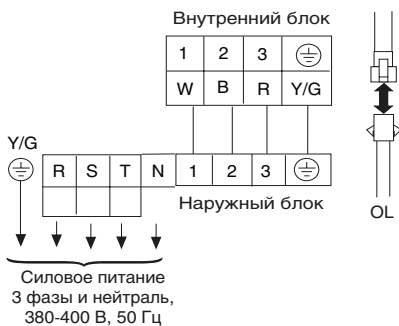 Внутренний блок
1 2 3
W B R Y/G
Y/G
R S T N 1 2 3
Наружный блок
OL
Силовое питание
3 фазы и нейтраль,
380-400 В, 50 Гц